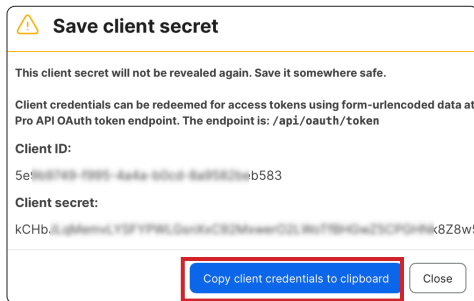 Save client secret
This client secret will not be revealed again. Save it somewhere safe.
Client credentials can be redeemed for access tokens using form-urlencoded data at
Pro API OAuth token endpoint. The endpoint is: /api/oauth/token
Client ID:
5e b583
Client secret:
kCHb. k8Z8w5
Copy client credentials to clipboard Close